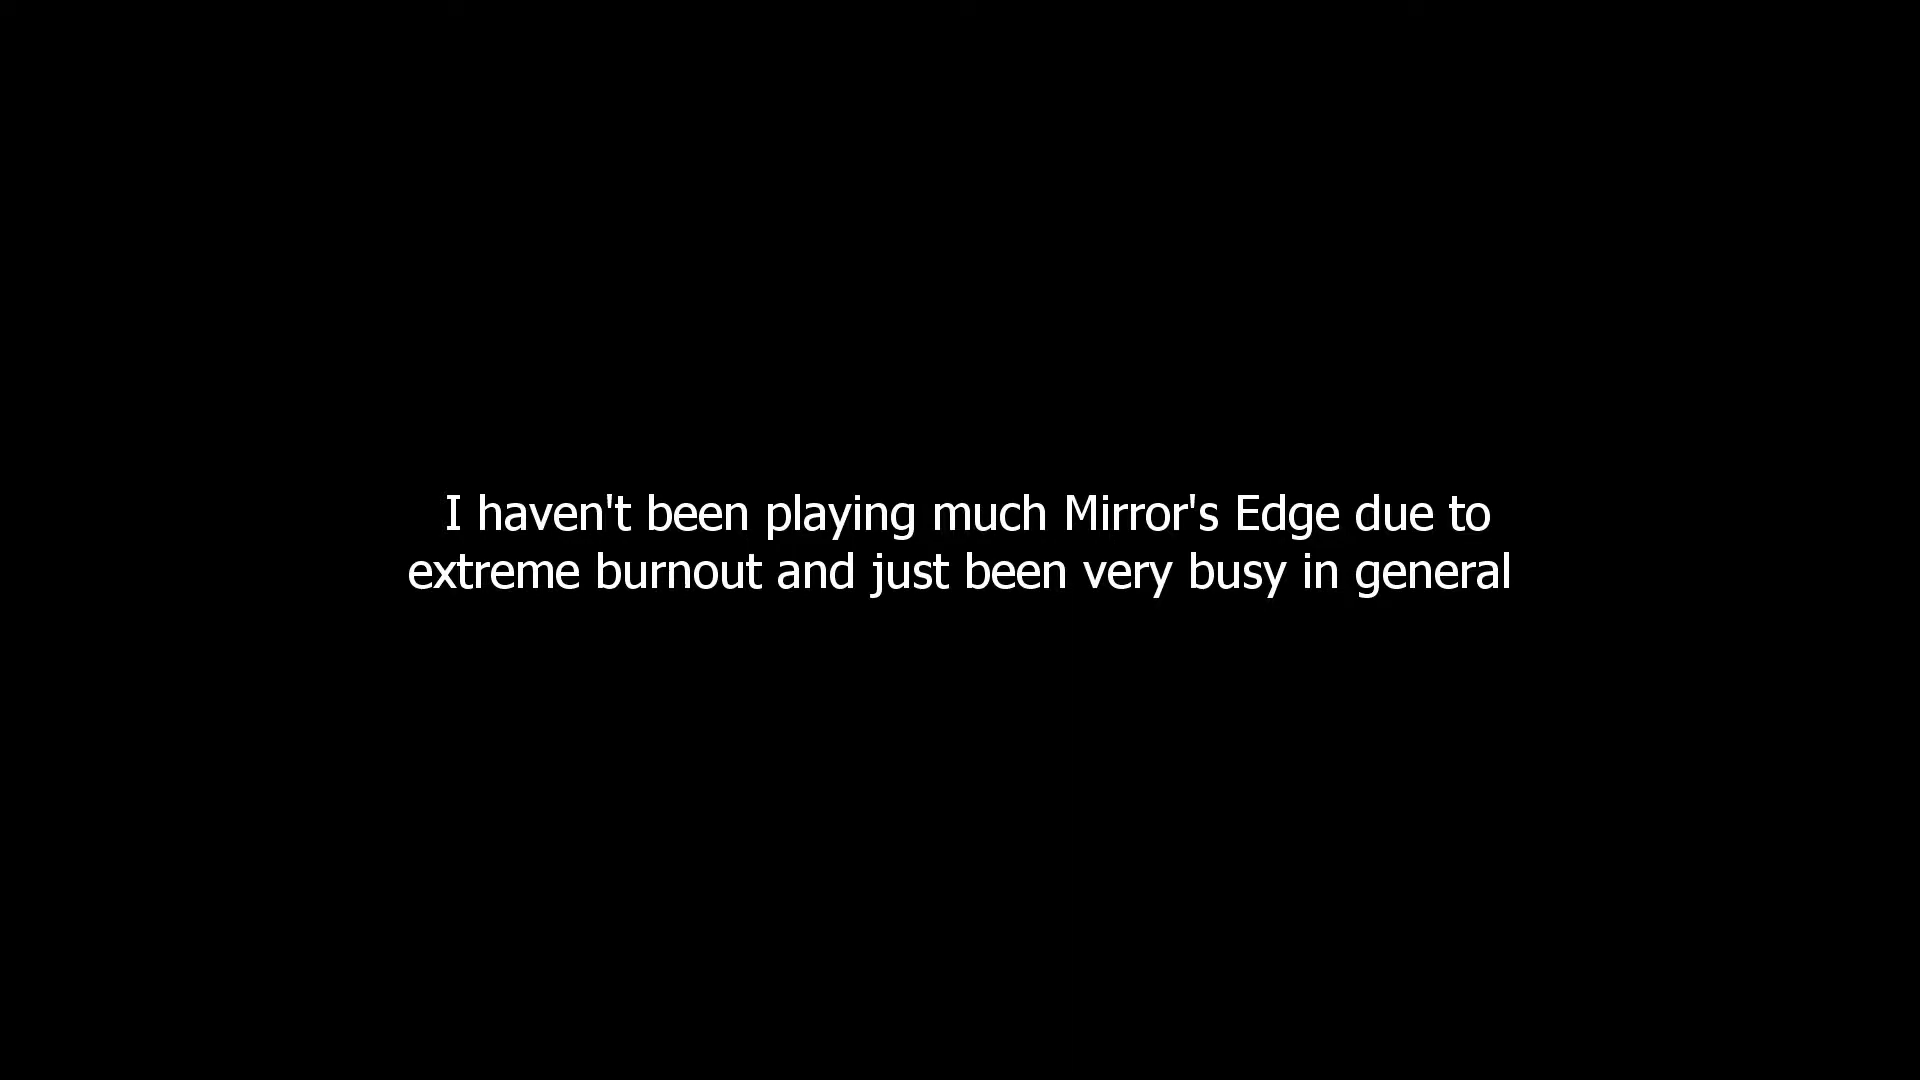 I haven't been playing much Mirror's Edge due to
extreme burnout and just been very busy in general